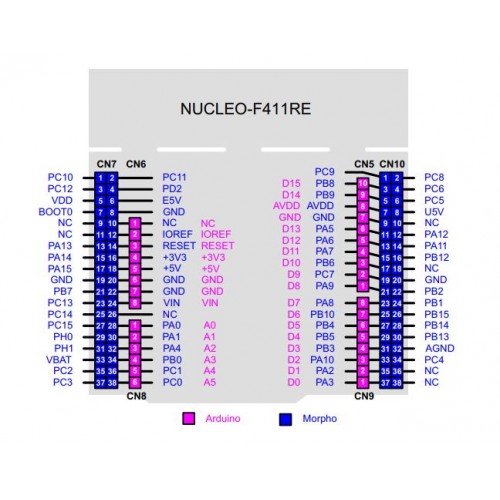 NUCLEO-F411RE
CN7 CN6 CN5 CN10
PC9
PC10 1 2 PC11 D15 PB8 10 1 2 PC8
PC12 3 4 PD2 D14 PB9 9 3 4 PC6
VDD 5 6 E5V AVDD AVDD 8 5 6 PC5
BOOT0 7 8 GND GND GND 7 7 8 U5V
NC 9 10 1 NC NC D13 PA5 6 9 10 NC
NC 11 12 2 IOREF IOREF D12 PA6 5 11 12 PA12
PA13 13 14 3 RESET RESET D11 PA7 4 13 14 PA11
PA14 15 16 4 +3V3 +3V3 D10 PB6 3 15 16 PB12
PA15 17 18 5 +5V +5V D9 PC7 2 17 18 NC
GND 19 20 6 GND GND D8 PA9 1 19 20 GND
PB7 21 22 7 GND GND 21 22 PB2
PC13 23 24 8 VIN VIN D7 PA8 8 23 24 PB1
PC14 25 26 NC D6 PB10 7 25 26 PB15
PC15 27 28 1 PA0 A0 D5 PB4 6 27 28 PB14
PH0 29 30 2 PA1 A1 D4 PB5 5 29 30 PB13
PH1 31 32 3 PA4 A2 D3 PB3 4 31 32 AGND
VBAT 33 34 4 PB0 A3 D2 PA10 3 33 34 PC4
PC2 35 36 5 PC1 A4 D1 PA2 2 35 36 NC
PC3 37 38 6 PC0 A5 D0 PA3 1 37 38 NC
CN8 CN9
Arduino Morpho